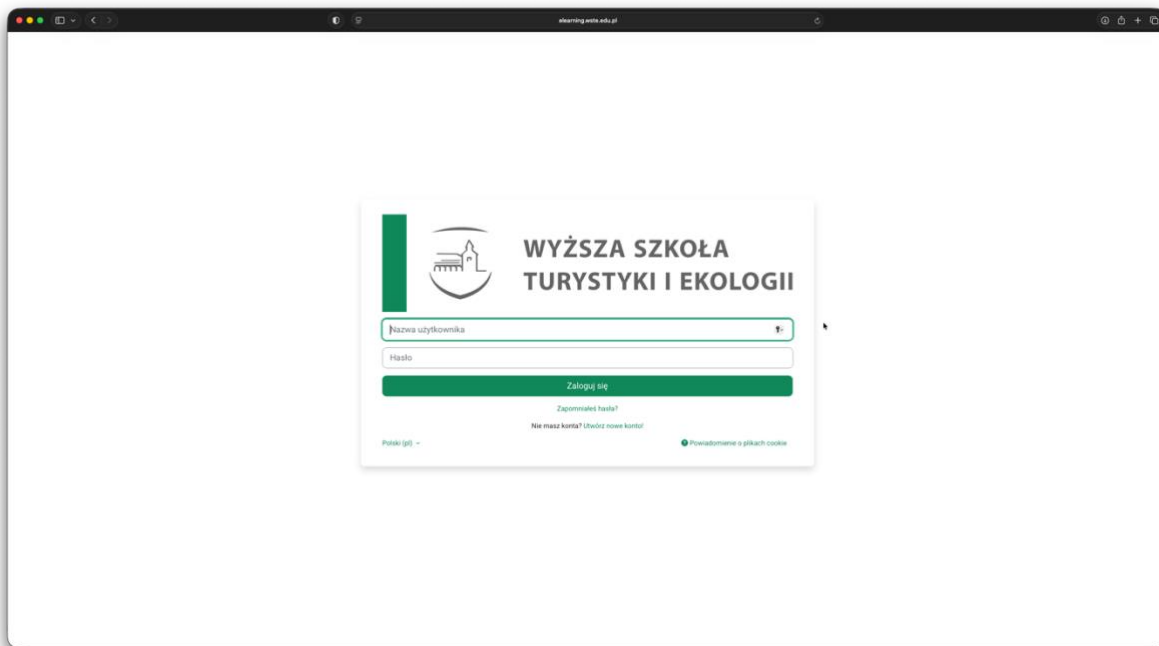 elearning.wste.edu.pl
WYŻSZA SZKOŁA
TURYSTYKI I EKOLOGII
Nazwa użytkownika
Hasło
Zaloguj się
Zapomniałeś hasła?
Nie masz konta? Utwórz nowe konto!
Polski (pl)
Powiadomienie o plikach cookie